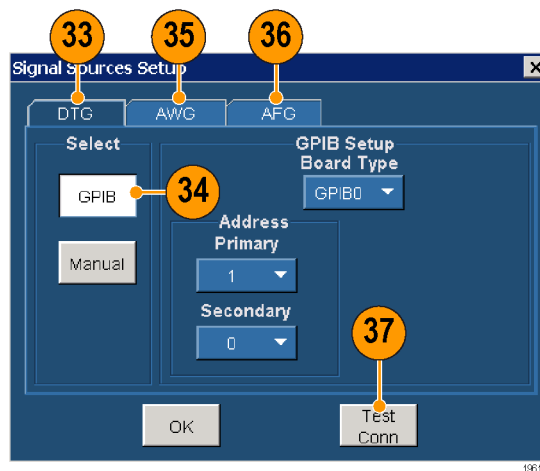 33 35 36
Signal Sources Setup
DTG AWG AFG
Select
GPIB Setup
Board Type
GPIB 34 GPIB0
Address
Primary
Manual 1
Secondary
0
37
OK Test
Conn
1961